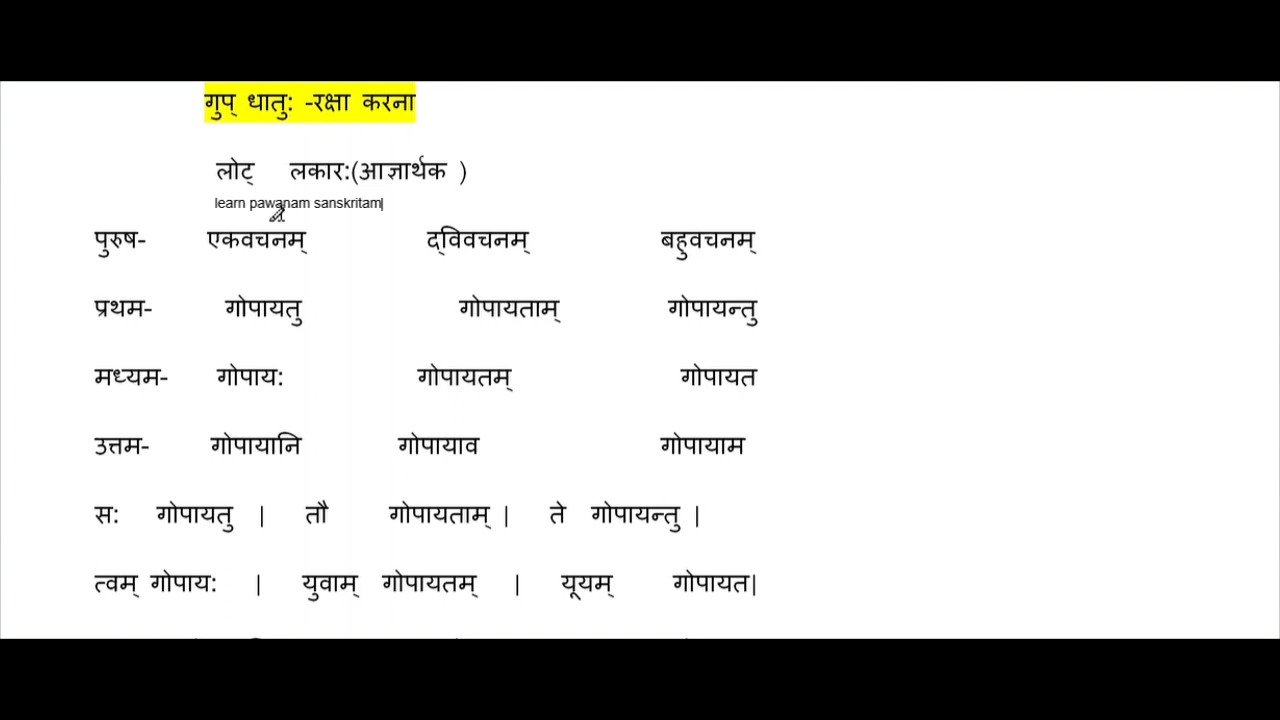 गुप् धातु: -रक्षा करना
लोट् लकार:(आज्ञार्थक )
learn pawanam sanskritam
पुरुष- एकवचनम् द्विवचनम् बहुवचनम्
प्रथम- गोपायतु गोपायताम् गोपायन्तु
मध्यम- गोपाय: गोपायतम् गोपायत
उत्तम- गोपायानि गोपायाव गोपायाम
स: गोपायतु | तौ गोपायताम् | ते गोपायन्तु |
त्वम् गोपाय: | युवाम् गोपायतम् | यूयम् गोपायत|